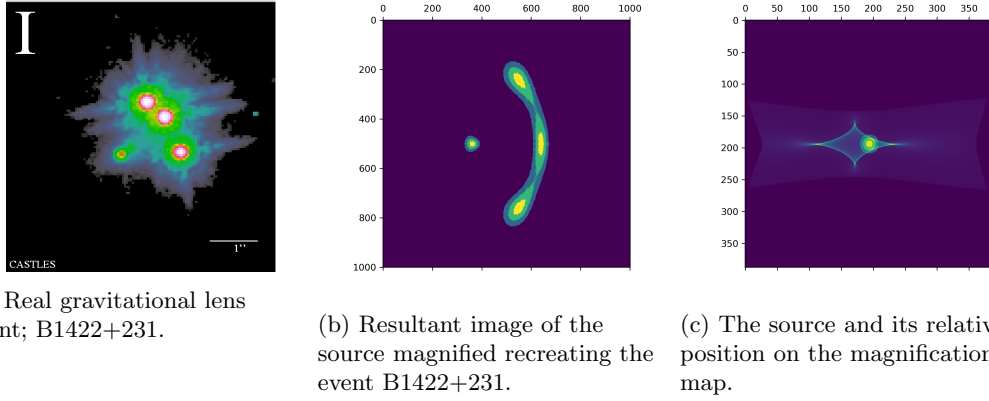 I
1''
CASTLES
0 200 400 600 800 1000
0
200
400
600
800
1000
0 50 100 150 200 250 300 350
0
50
100
150
200
250
300
350
Real gravitational lens
nt; B1422+231.
(b) Resultant image of the
source magnified recreating the
event B1422+231.
(c) The source and its relativ
position on the magnification
map.